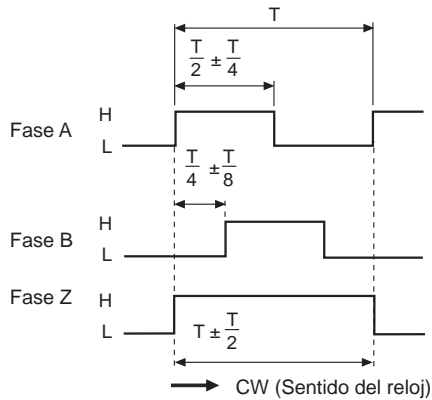 T
T/2 ± T/4
Fase A H
L
T/4 ± T/8
Fase B H
L
Fase Z H
L
T ± T/2
CW (Sentido del reloj)